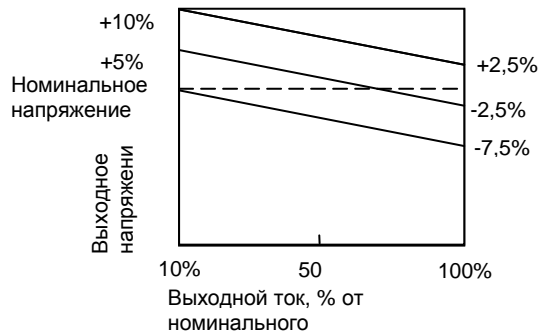 +10%
+5%
Номинальное
напряжение
+2,5%
-2,5%
-7,5%
Выходное
напряжени
10%
50
100%
Выходной ток, % от
номинального